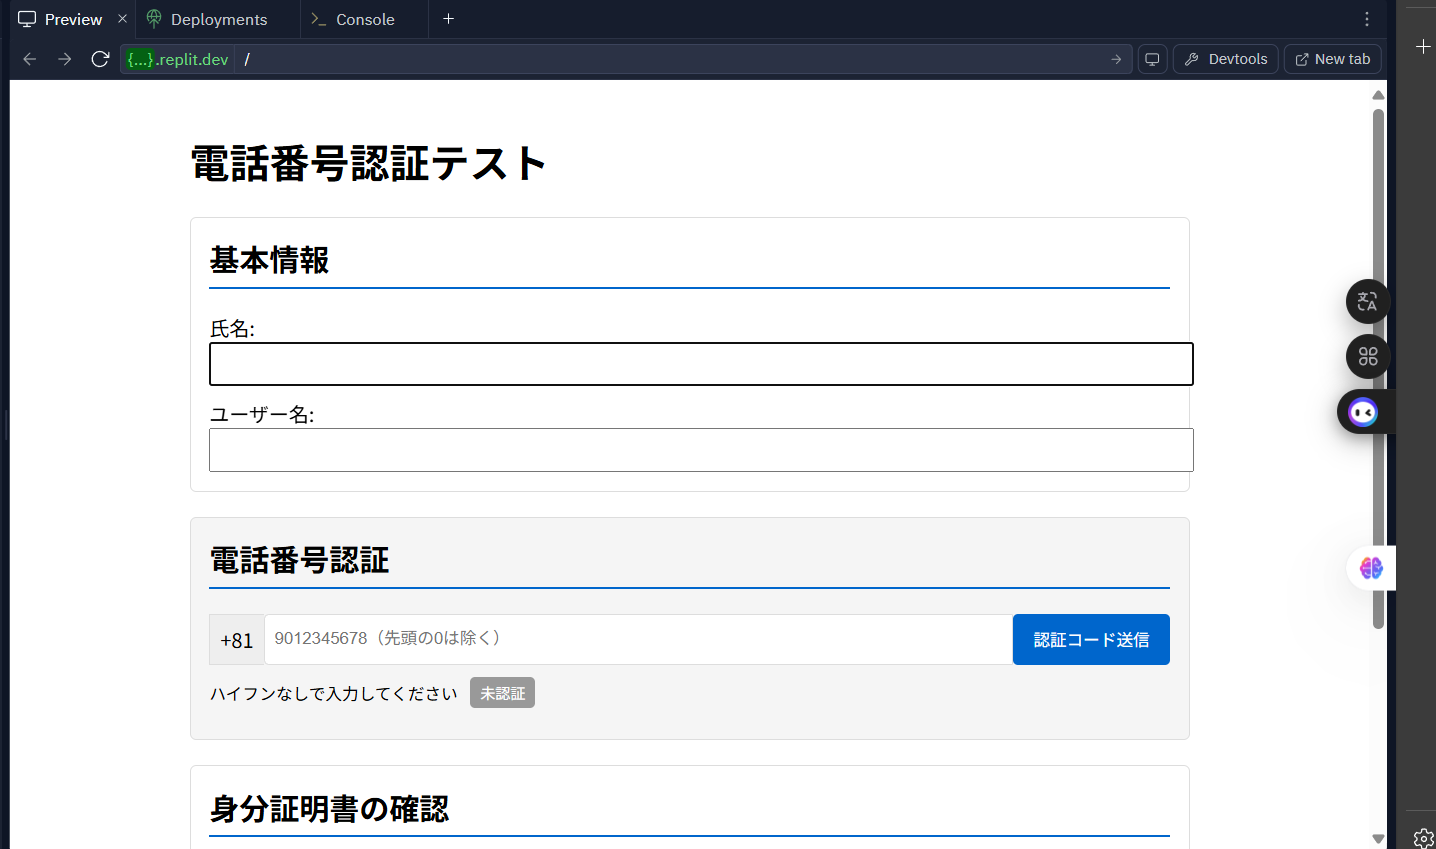 Preview
Deployments
Console
{...}.replit.dev /
Devtools
New tab
電話番号認証テスト
基本情報
氏名:
ユーザー名:
電話番号認証
+81
9012345678（先頭の0は除く）
認証コード送信
ハイフンなしで入力してください
未認証
身分証明書の確認